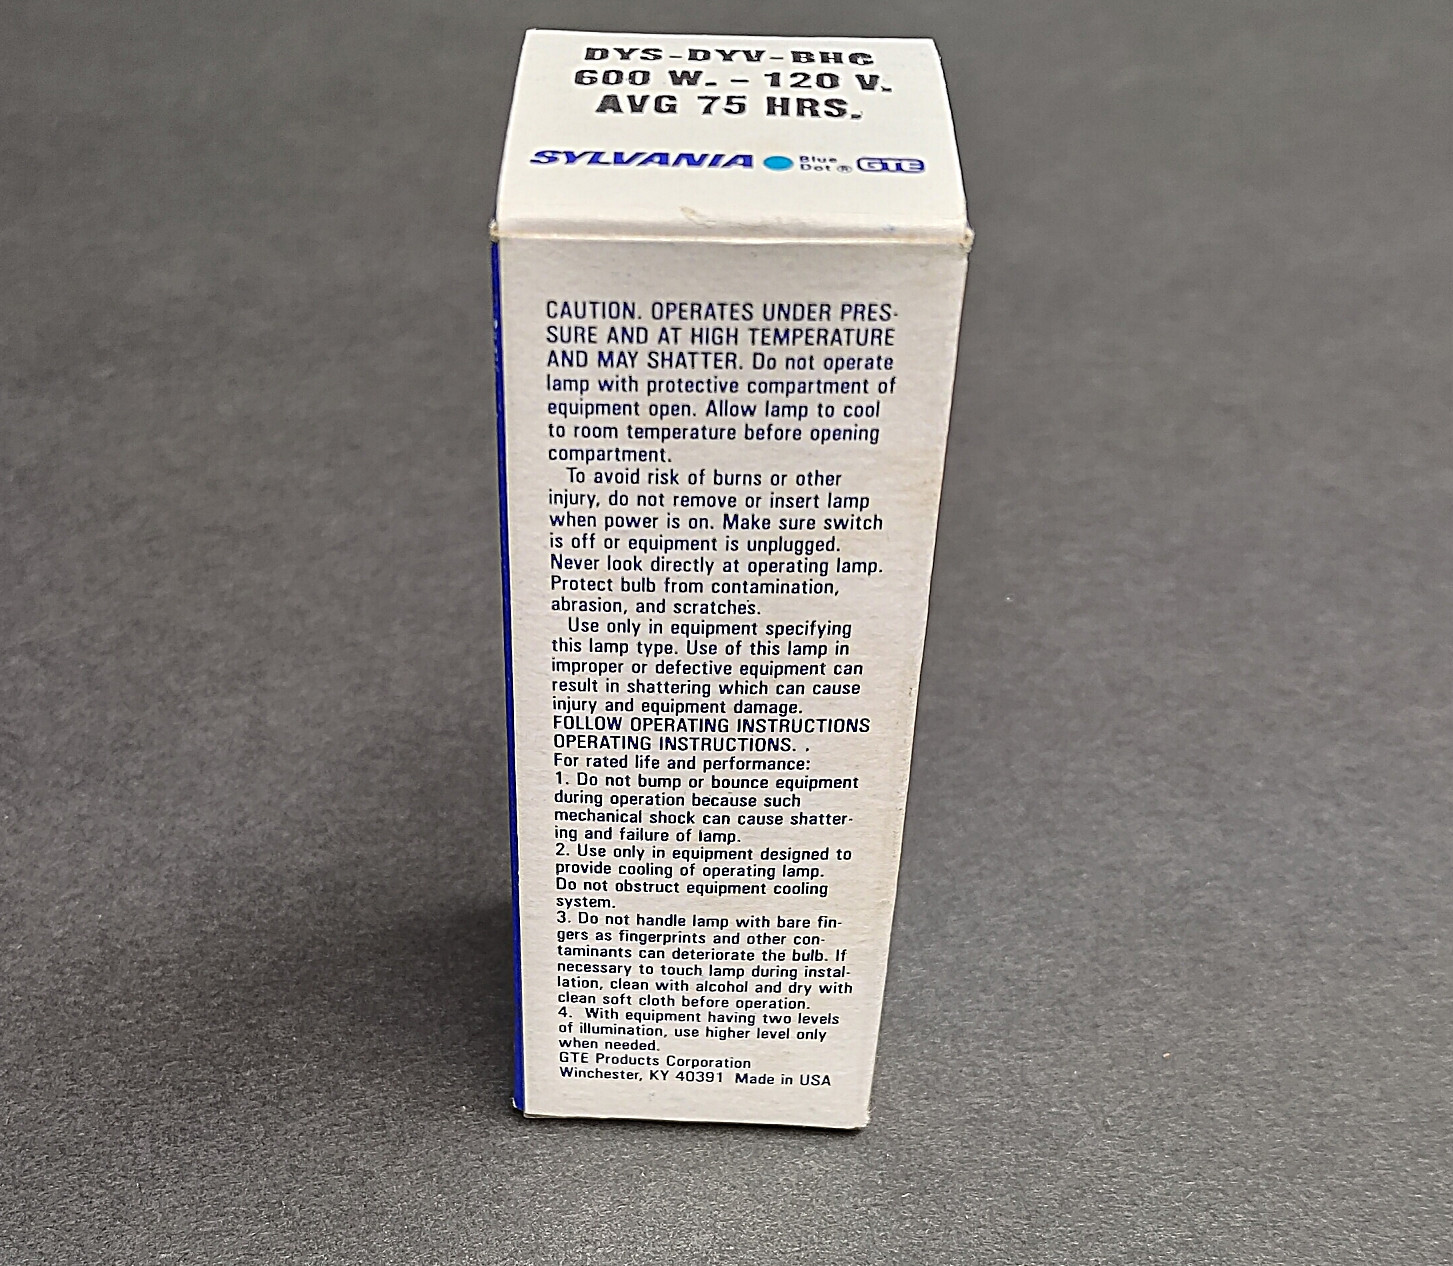 DYS-DYV-BHC
600 W. - 120 V.
AVG 75 HRS.
SYLVANIA Blue Dot ® GTE
CAUTION. OPERATES UNDER PRES-
SURE AND AT HIGH TEMPERATURE
AND MAY SHATTER. Do not operate
lamp with protective compartment of
equipment open. Allow lamp to cool
to room temperature before opening
compartment.
To avoid risk of burns or other
injury, do not remove or insert lamp
when power is on. Make sure switch
is off or equipment is unplugged.
Never look directly at operating lamp.
Protect bulb from contamination,
abrasion, and scratches.
Use only in equipment specifying
this lamp type. Use of this lamp in
improper or defective equipment can
result in shattering which can cause
injury and equipment damage.
FOLLOW OPERATING INSTRUCTIONS
OPERATING INSTRUCTIONS. .
For rated life and performance:
1. Do not bump or bounce equipment
during operation because such
mechanical shock can cause shatter-
ing and failure of lamp.
2. Use only in equipment designed to
provide cooling of operating lamp.
Do not obstruct equipment cooling
system.
3. Do not handle lamp with bare fin-
gers as fingerprints and other con-
taminants can deteriorate the bulb. If
necessary to touch lamp during instal-
lation, clean with alcohol and dry with
clean soft cloth before operation.
4. With equipment having two levels
of illumination, use higher level only
when needed.
GTE Products Corporation
Winchester, KY 40391 Made in USA